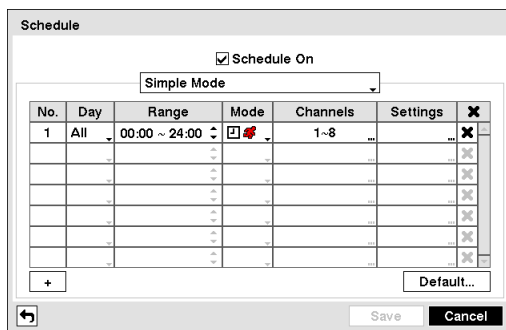 Schedule
Schedule On
Simple Mode
No. Day Range Mode Channels Settings
1 All 00:00 ~ 24:00 1~8 ...
+ Default...
Save Cancel